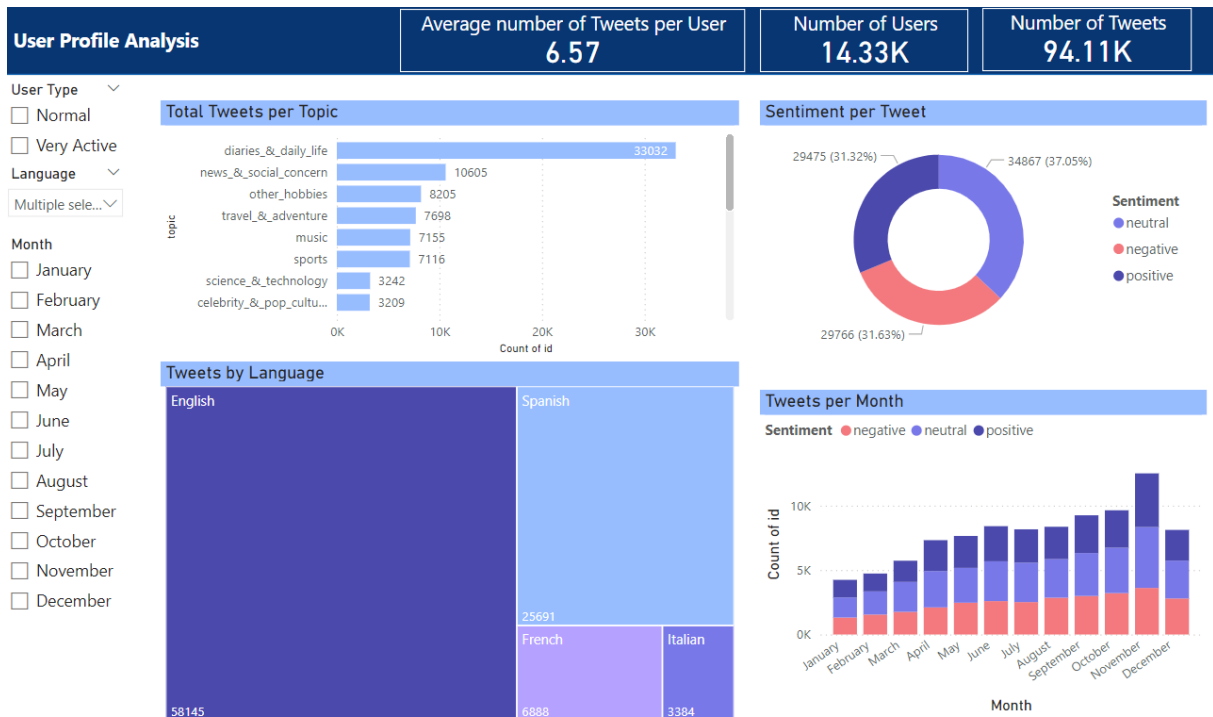 User Profile Analysis
Average number of Tweets per User
6.57
Number of Users
14.33K
Number of Tweets
94.11K
User Type
Normal
Very Active
Language
Multiple sele...
Month
January
February
March
April
May
June
July
August
September
October
November
December
Total Tweets per Topic
topic
diaries_&_daily_life 33032
news_&_social_concern 10605
other_hobbies 8205
travel_&_adventure 7698
music 7155
sports 7116
science_&_technology 3242
celebrity_&_pop_cultu... 3209
0K 10K 20K 30K
Count of id
Sentiment per Tweet
29475 (31.32%)
34867 (37.05%)
29766 (31.63%)
Sentiment
neutral
negative
positive
Tweets by Language
English
58145
Spanish
25691
French
6888
Italian
3384
Tweets per Month
Sentiment negative neutral positive
Count of id
10K
5K
0K
January February March April May June July August September October November December
Month